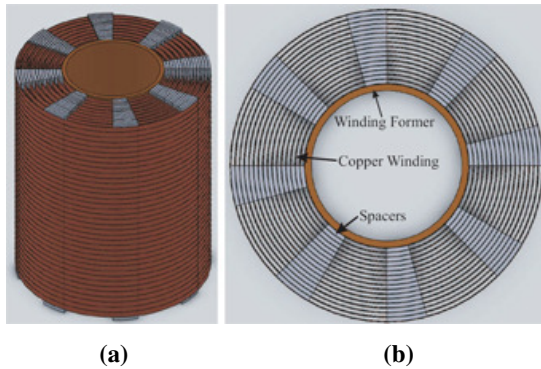 Winding Former
Copper Winding
Spacers
(a)
(b)